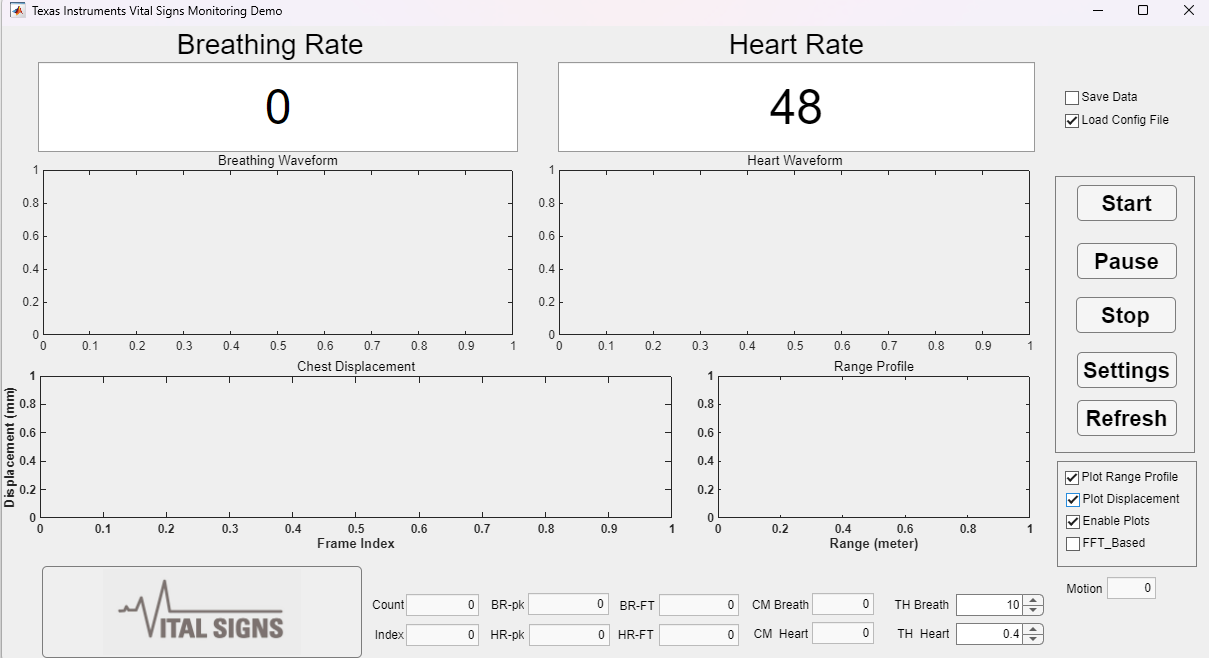 Texas Instruments Vital Signs Monitoring Demo
Breathing Rate
Heart Rate
0
48
Save Data
Load Config File
Breathing Waveform
1
0.8
0.6
0.4
0.2
0
0 0.1 0.2 0.3 0.4 0.5 0.6 0.7 0.8 0.9 1
Heart Waveform
1
0.8
0.6
0.4
0.2
0
0 0.1 0.2 0.3 0.4 0.5 0.6 0.7 0.8 0.9 1
Start
Pause
Stop
Settings
Refresh
Chest Displacement
Displacement (mm)
1
0.8
0.6
0.4
0.2
0
0 0.1 0.2 0.3 0.4 0.5 0.6 0.7 0.8 0.9 1
Frame Index
Range Profile
1
0.8
0.6
0.4
0.2
0
0 0.2 0.4 0.6 0.8 1
Range (meter)
Plot Range Profile
Plot Displacement
Enable Plots
FFT_Based
Motion 0
VITAL SIGNS
Count 0 BR-pk 0 BR-FT 0 CM Breath 0 TH Breath 10
Index 0 HR-pk 0 HR-FT 0 CM Heart 0 TH Heart 0.4